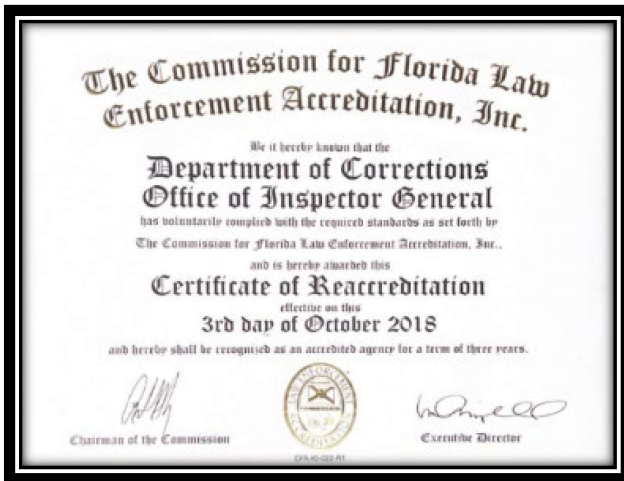 The Commission for Florida Law
Enforcement Accreditation, Inc.
Be it hereby known that the
Department of Corrections
Office of Inspector General
has voluntarily complied with the required standards as set forth by
The Commission for Florida Law Enforcement Accreditation, Inc.,
and is hereby awarded this
Certificate of Reaccreditation
effective on this
3rd day of October 2018
and hereby shall be recognized as an accredited agency for a term of three years.
LAW ENFORCEMENT
Chairman of the Commission
Executive Director